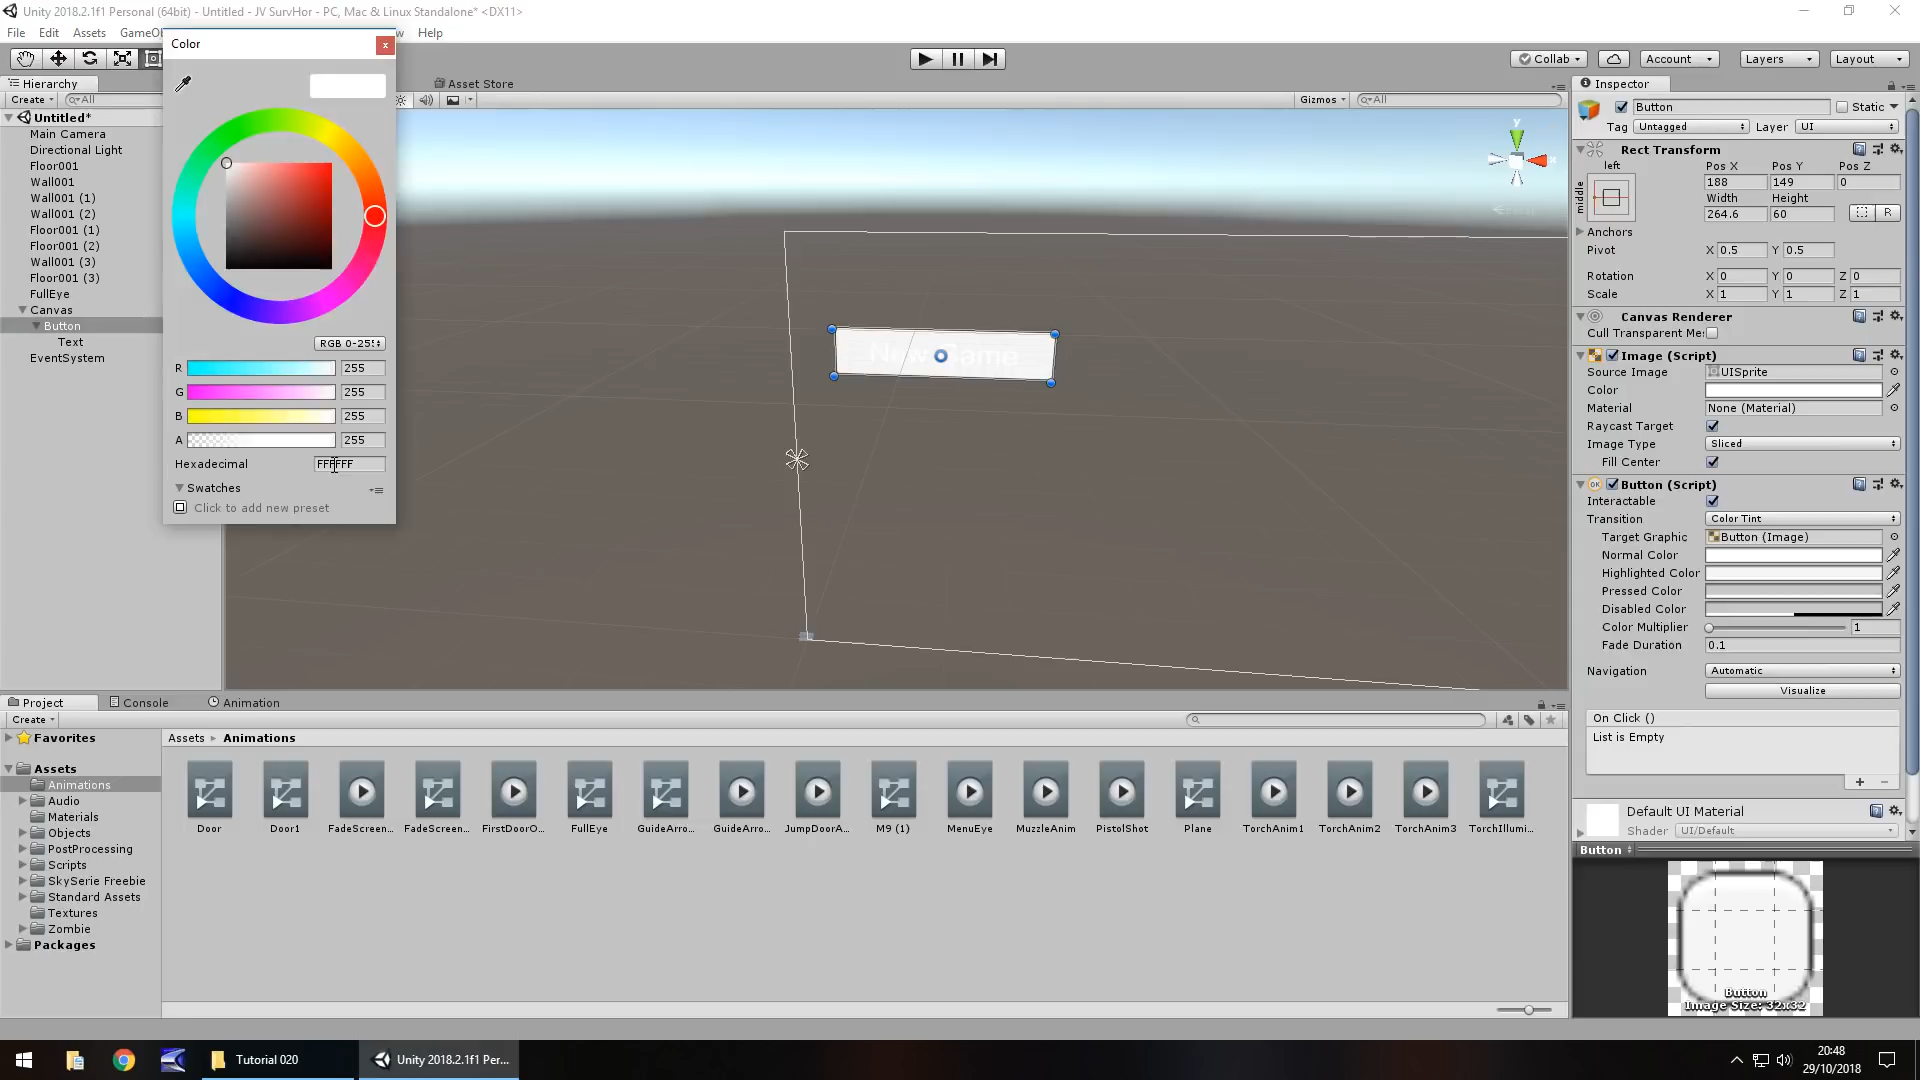 Unity 2018.2.1f1 Personal (64bit) - Untitled - JV SurvHor - PC, Mac & Linux Standalone* <DX11>
File Edit Assets GameO w Help
Color
Collab Account Layers Layout
Hierarchy
Asset Store
Inspector
Create All
Gizmos All
Untitled*
Main Camera
Directional Light
Floor001
Wall001
Wall001 (1)
Wall001 (2)
Floor001 (1)
Floor001 (2)
Wall001 (3)
Floor001 (3)
FullEye
Canvas
Button
Text
EventSystem
RGB 0-255
R 255
G 255
B 255
A 255
Hexadecimal FFFFFF
Swatches
Click to add new preset
y
x
New Game
Button Static
Tag Untagged Layer UI
Rect Transform
left Pos X Pos Y Pos Z
middle 188 149 0
Width Height
264.6 60 R
Anchors
Pivot X 0.5 Y 0.5
Rotation X 0 Y 0 Z 0
Scale X 1 Y 1 Z 1
Canvas Renderer
Cull Transparent Me
Image (Script)
Source Image UISprite
Color
Material None (Material)
Raycast Target
Image Type Sliced
Fill Center
OK Button (Script)
Interactable
Transition Color Tint
Target Graphic Button (Image)
Normal Color
Highlighted Color
Pressed Color
Disabled Color
Color Multiplier 1
Fade Duration 0.1
Navigation Automatic
Visualize
On Click ()
List is Empty
+ -
Default UI Material
Shader UI/Default
Button
Button
Image Size: 32x32
Project Console Animation
Create
Favorites
Assets
Animations
Audio
Materials
Objects
PostProcessing
Scripts
SkySerie Freebie
Standard Assets
Textures
Zombie
Packages
Assets ▸ Animations
Door Door1 FadeScreen... FadeScreen... FirstDoorO... FullEye GuideArro... GuideArro... JumpDoorA... M9 (1) MenuEye MuzzleAnim PistolShot Plane TorchAnim1 TorchAnim2 TorchAnim3 TorchIllumi...
Tutorial 020
Unity 2018.2.1f1 Per...
20:48
29/10/2018